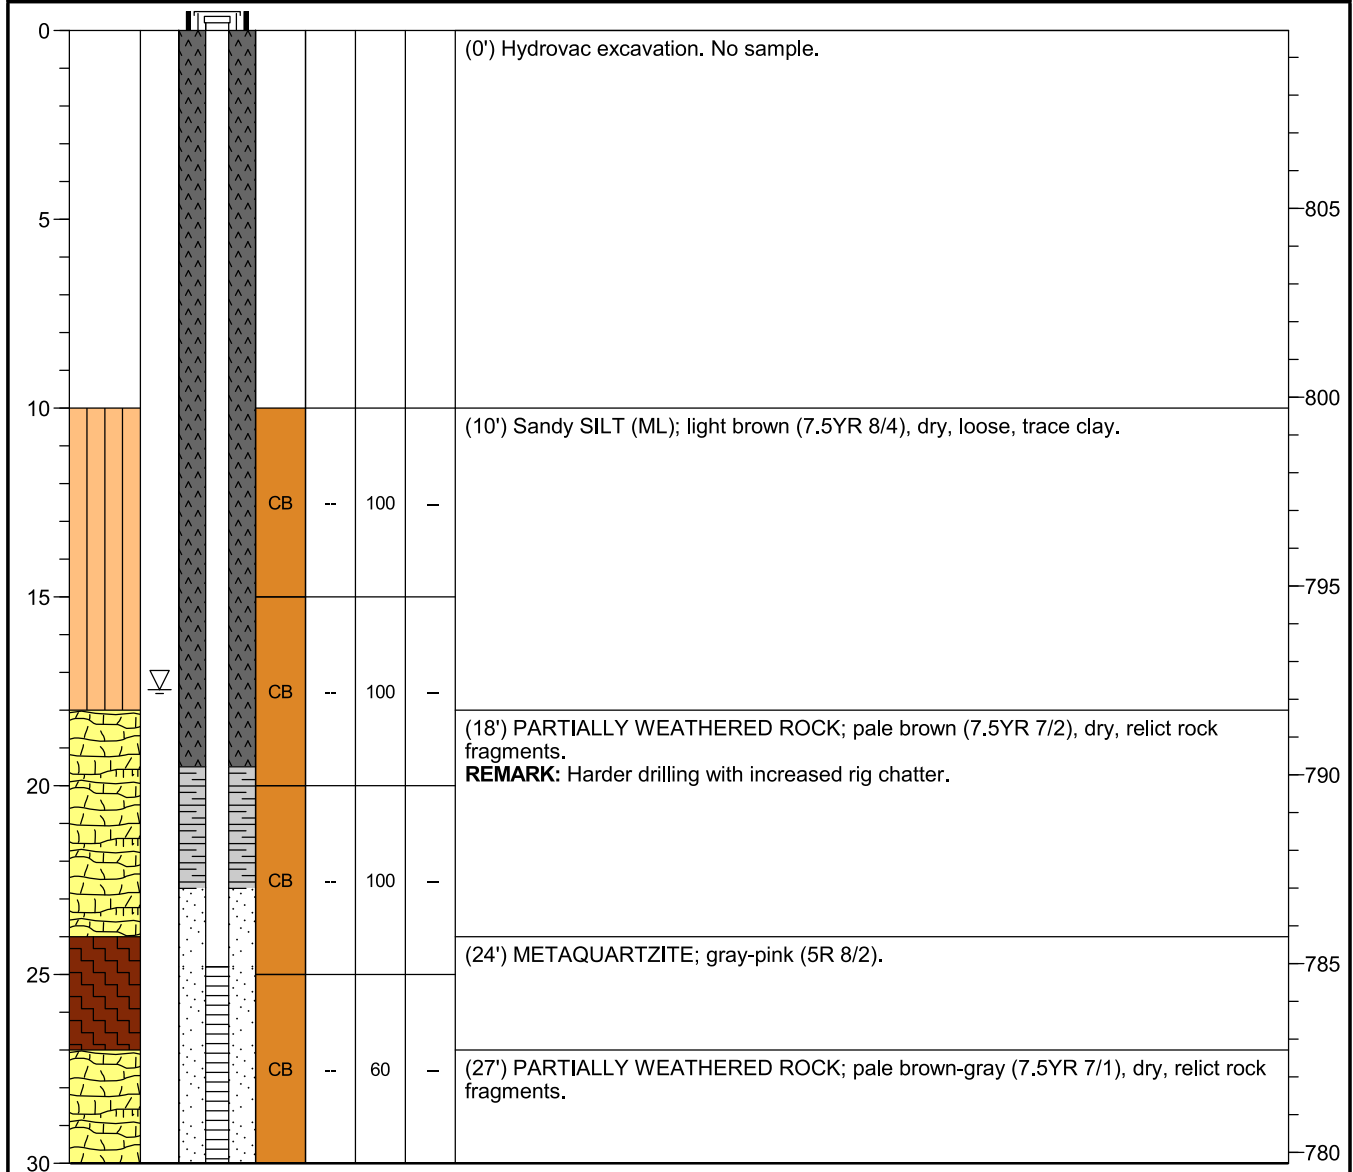 0
(0') Hydrovac excavation. No sample.
5
805
800
10
(10') Sandy SILT (ML); light brown (7.5YR 8/4), dry, loose, trace clay.
CB -- 100 –
795
15
CB -- 100 –
(18') PARTIALLY WEATHERED ROCK; pale brown (7.5YR 7/2), dry, relict rock
fragments.
REMARK: Harder drilling with increased rig chatter.
790
20
CB -- 100 –
(24') METAQUARTZITE; gray-pink (5R 8/2).
785
25
CB -- 60 –
(27') PARTIALLY WEATHERED ROCK; pale brown-gray (7.5YR 7/1), dry, relict rock
fragments.
780
30